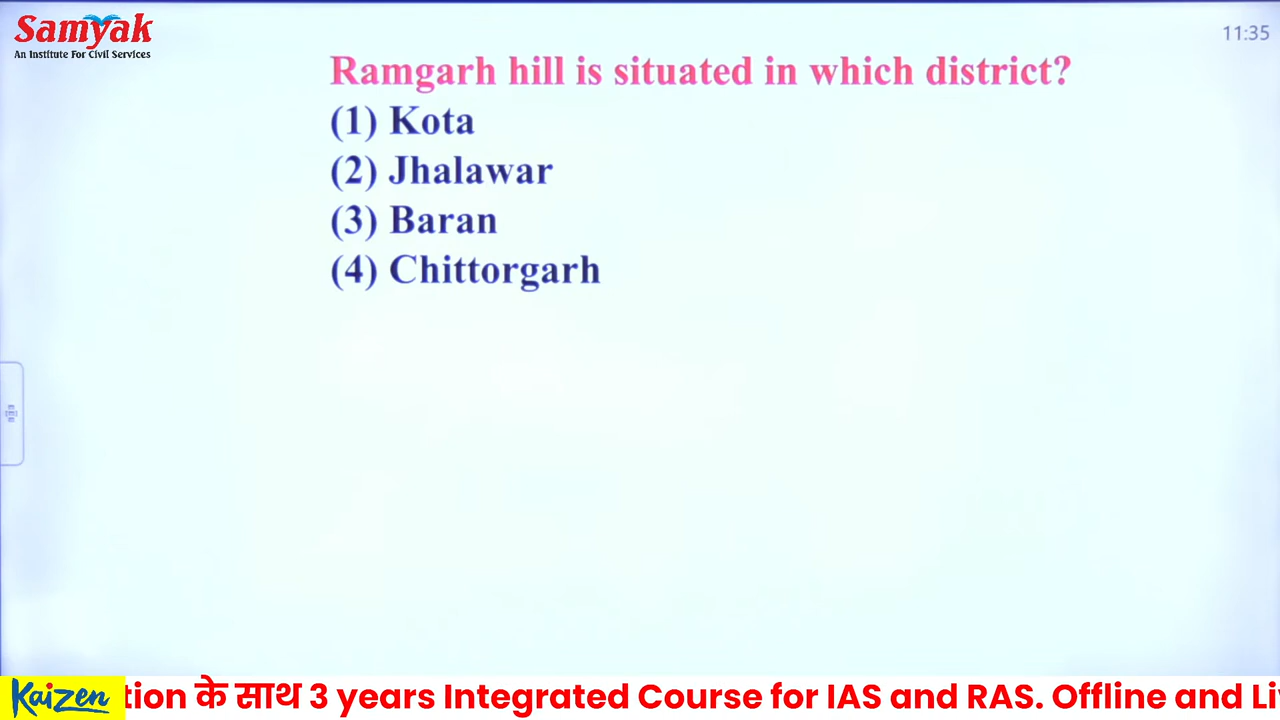 Samyak
An Institute For Civil Services
11:35
Ramgarh hill is situated in which district?
(1) Kota
(2) Jhalawar
(3) Baran
(4) Chittorgarh
Kaizen
tion के साथ 3 years Integrated Course for IAS and RAS. Offline and Li